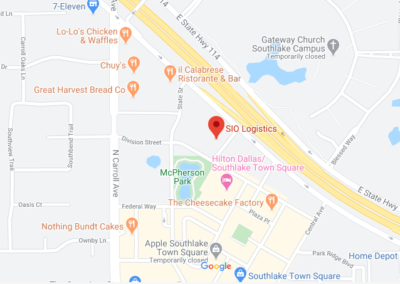 7-Eleven
Carroll Oaks Ln
N Carroll Ave
E State Hwy 114
Lo-Lo's Chicken
& Waffles
Gateway Church
Southlake Campus
Temporarily closed
Chuy's
Il Calabrese
Ristorante & Bar
State St
Great Harvest Bread Co
SIO Logistics
Southview Trail
Southbend Trail
Division Street
Blessed Way
Hilton Dallas/
Southlake Town Square
McPherson
Park
N Carroll Ave
E State Hwy
Oasis Ct
Federal Way
The Cheesecake Factory
Plaza Pl
Central Ave
Nothing Bundt Cakes
Ownby Ln
Apple Southlake
Town Square
Temporarily closed
Park Ridge Blvd
Home Depot
Google
Southlake Town Square